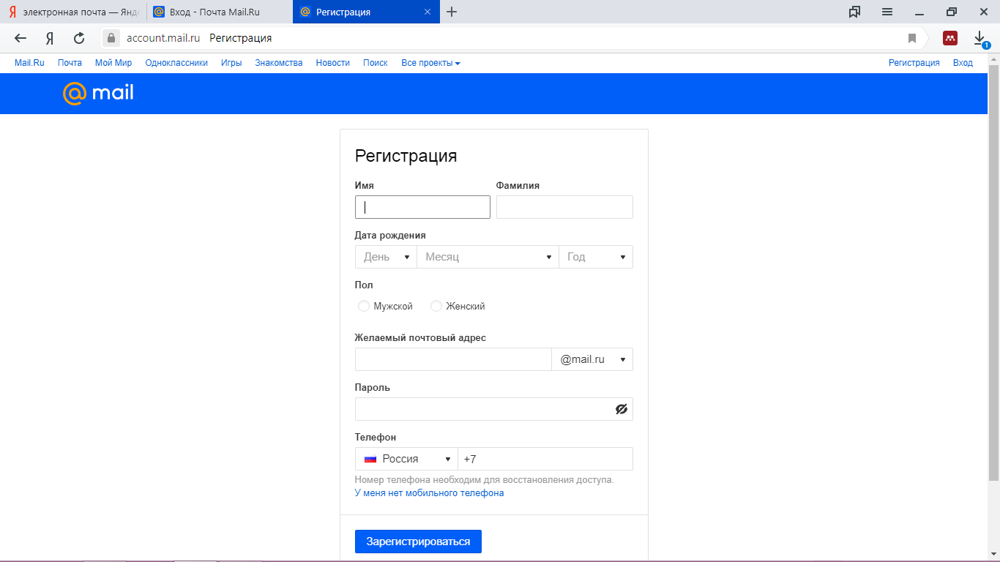 электронная почта — Янде
Вход - Почта Mail.Ru
Регистрация
Я account.mail.ru Регистрация
1
Mail.Ru Почта Мой Мир Одноклассники Игры Знакомства Новости Поиск Все проекты Регистрация Вход
@ mail
Регистрация
Имя Фамилия
Дата рождения
День Месяц Год
Пол
Мужской Женский
Желаемый почтовый адрес
@mail.ru
Пароль
Телефон
Россия +7
Номер телефона необходим для восстановления доступа.
У меня нет мобильного телефона
Зарегистрироваться